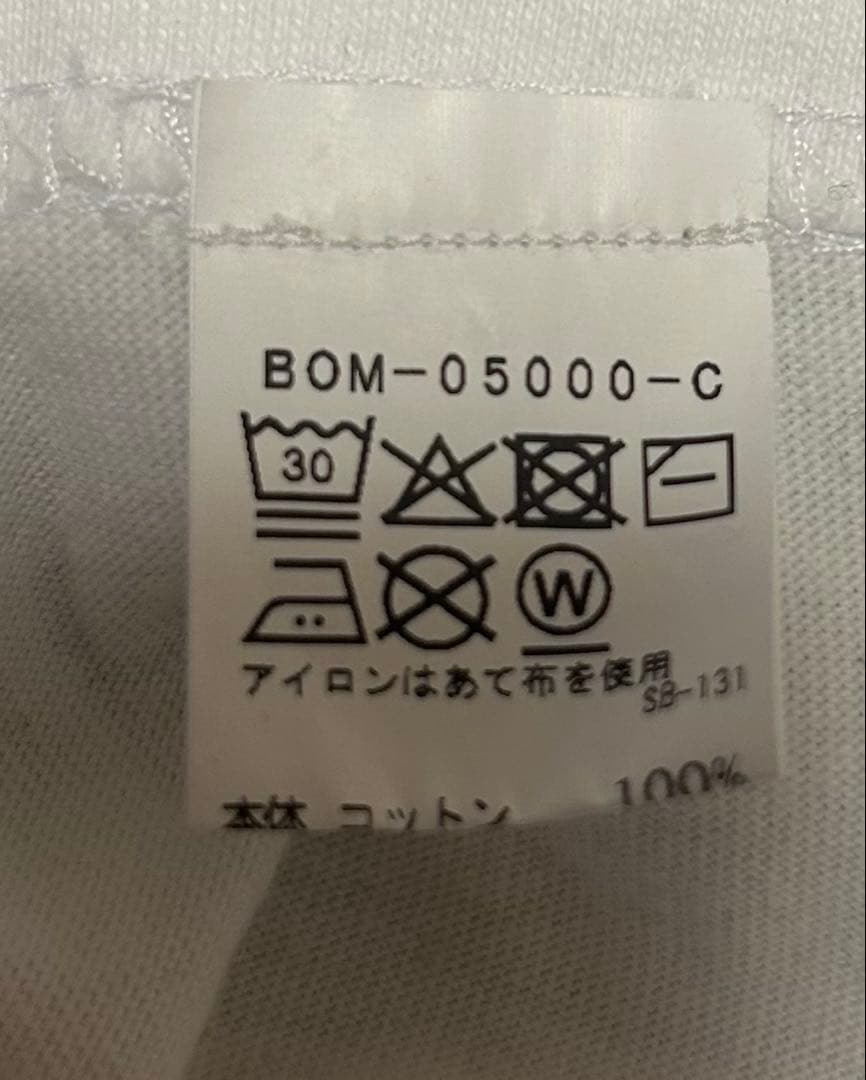 BOM-05000-C
30
W
アイロンはあて布を使用
SB-131
本体 コットン 100%